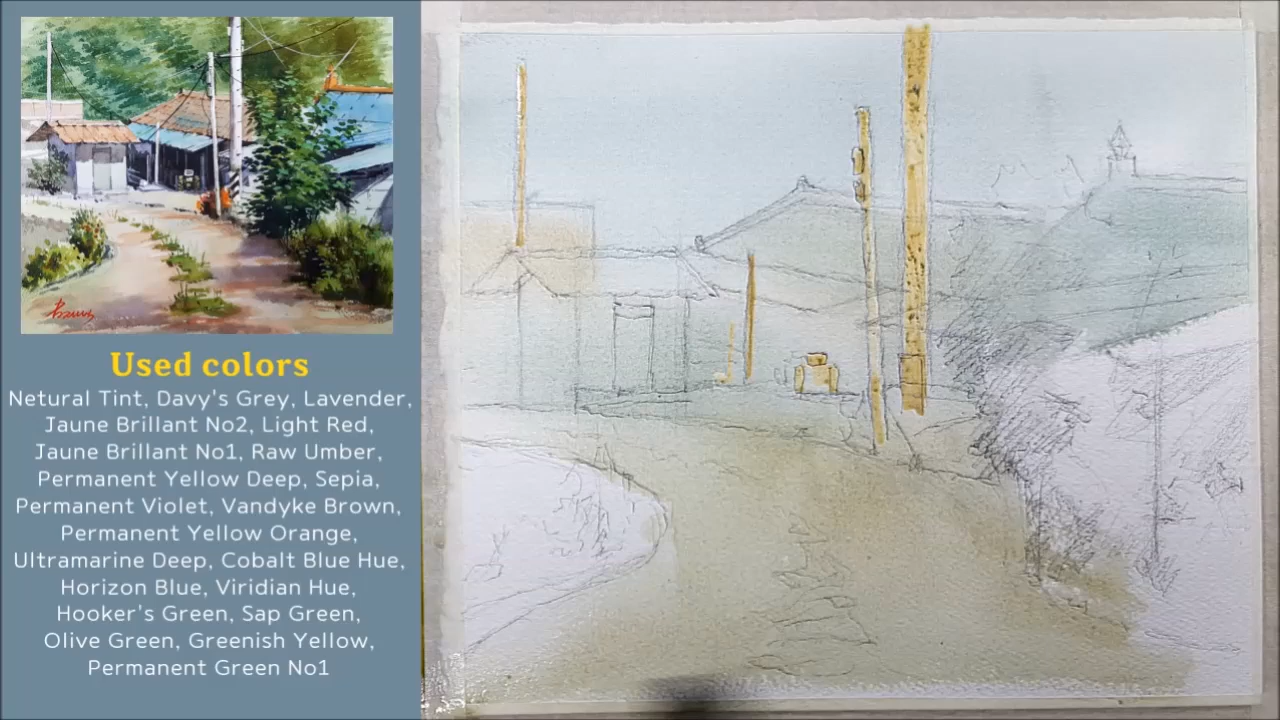 Used colors
Netural Tint, Davy's Grey, Lavender,
Jaune Brillant No2, Light Red,
Jaune Brillant No1, Raw Umber,
Permanent Yellow Deep, Sepia,
Permanent Violet, Vandyke Brown,
Permanent Yellow Orange,
Ultramarine Deep, Cobalt Blue Hue,
Horizon Blue, Viridian Hue,
Hooker's Green, Sap Green,
Olive Green, Greenish Yellow,
Permanent Green No1